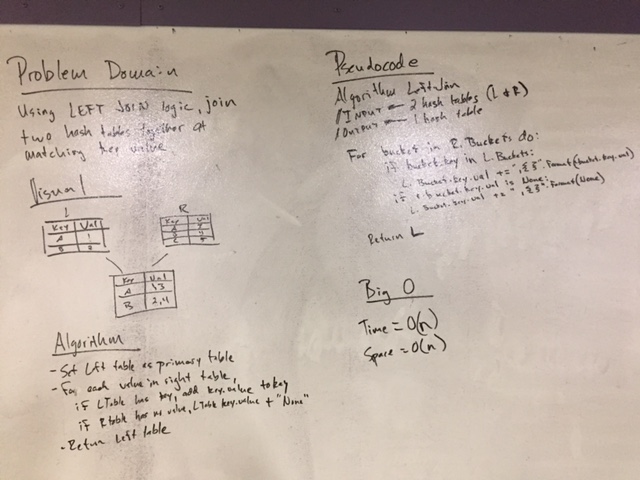 Problem Domain
Using LEFT JOIN logic, join
two hash tables together at
matching key value
Visual
L
Key Val
A 1
B 2
R
Key Val
Key Val
A 1,3
B 2,4
Algorithm
- Set Left table as primary table
- For each value in right table,
if LTable has key, add key.value to key
if Rtable has no value, LTable key.value + "None"
- Return Left table
Pseudocode
Algorithm LeftJoin
// INPUT ← 2 hash tables (L & R)
// OUTPUT ← 1 hash table
For bucket in R.Buckets do:
if bucket.key in L.Buckets:
L.Bucket.key.val += ", {}".format(bucket.key.val)
if bucket.key.val is None:
L.bucket.key.val += ", {}".format(None)
Return L
Big O
Time = O(n)
Space = O(n)